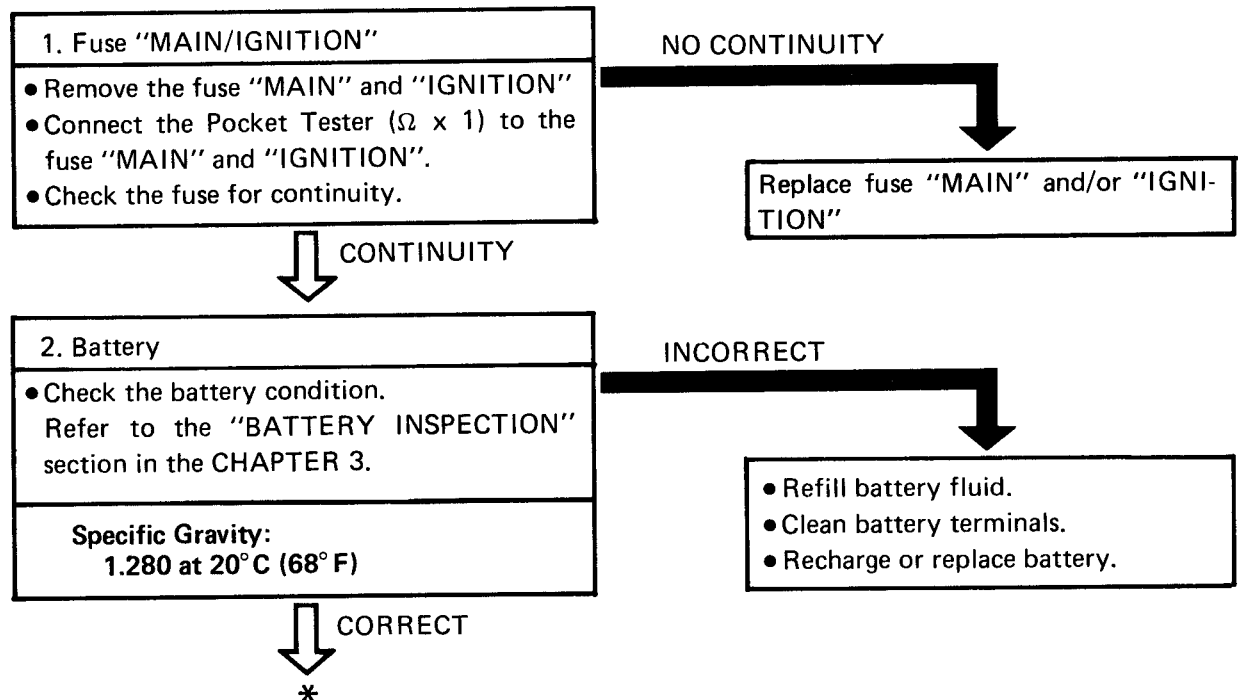 1. Fuse "MAIN/IGNITION"
• Remove the fuse "MAIN" and "IGNITION"
• Connect the Pocket Tester (Ω x 1) to the
fuse "MAIN" and "IGNITION".
• Check the fuse for continuity.
NO CONTINUITY
Replace fuse "MAIN" and/or "IGNI-
TION"
CONTINUITY
2. Battery
• Check the battery condition.
Refer to the "BATTERY INSPECTION"
section in the CHAPTER 3.
Specific Gravity:
1.280 at 20°C (68°F)
INCORRECT
• Refill battery fluid.
• Clean battery terminals.
• Recharge or replace battery.
CORRECT
*